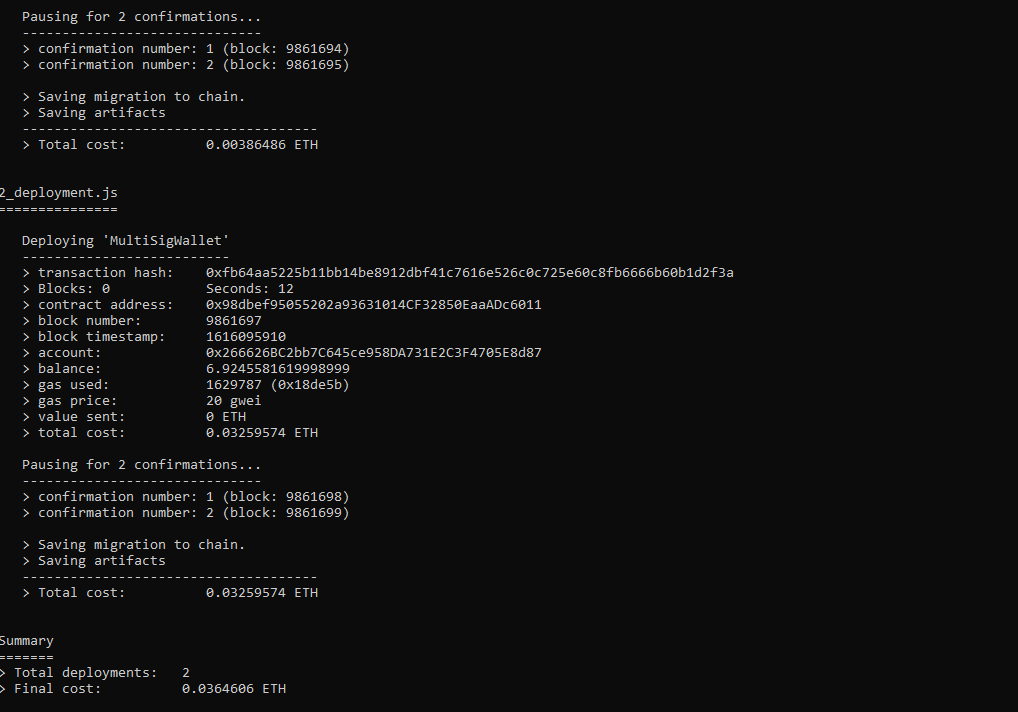 Pausing for 2 confirmations...
------------------------------
> confirmation number: 1 (block: 9861694)
> confirmation number: 2 (block: 9861695)
> Saving migration to chain.
> Saving artifacts
-------------------------------------
> Total cost: 0.00386486 ETH
2_deployment.js
===============
Deploying 'MultiSigWallet'
--------------------------
> transaction hash: 0xfb64aa5225b11bb14be8912dbf41c7616e526c0c725e60c8fb6666b60b1d2f3a
> Blocks: 0 Seconds: 12
> contract address: 0x98dbef95055202a93631014CF32850EaaADc6011
> block number: 9861697
> block timestamp: 1616095910
> account: 0x266626BC2bb7C645ce958DA731E2C3F4705E8d87
> balance: 6.9245581619998999
> gas used: 1629787 (0x18de5b)
> gas price: 20 gwei
> value sent: 0 ETH
> total cost: 0.03259574 ETH
Pausing for 2 confirmations...
------------------------------
> confirmation number: 1 (block: 9861698)
> confirmation number: 2 (block: 9861699)
> Saving migration to chain.
> Saving artifacts
-------------------------------------
> Total cost: 0.03259574 ETH
Summary
=======
> Total deployments: 2
> Final cost: 0.0364606 ETH